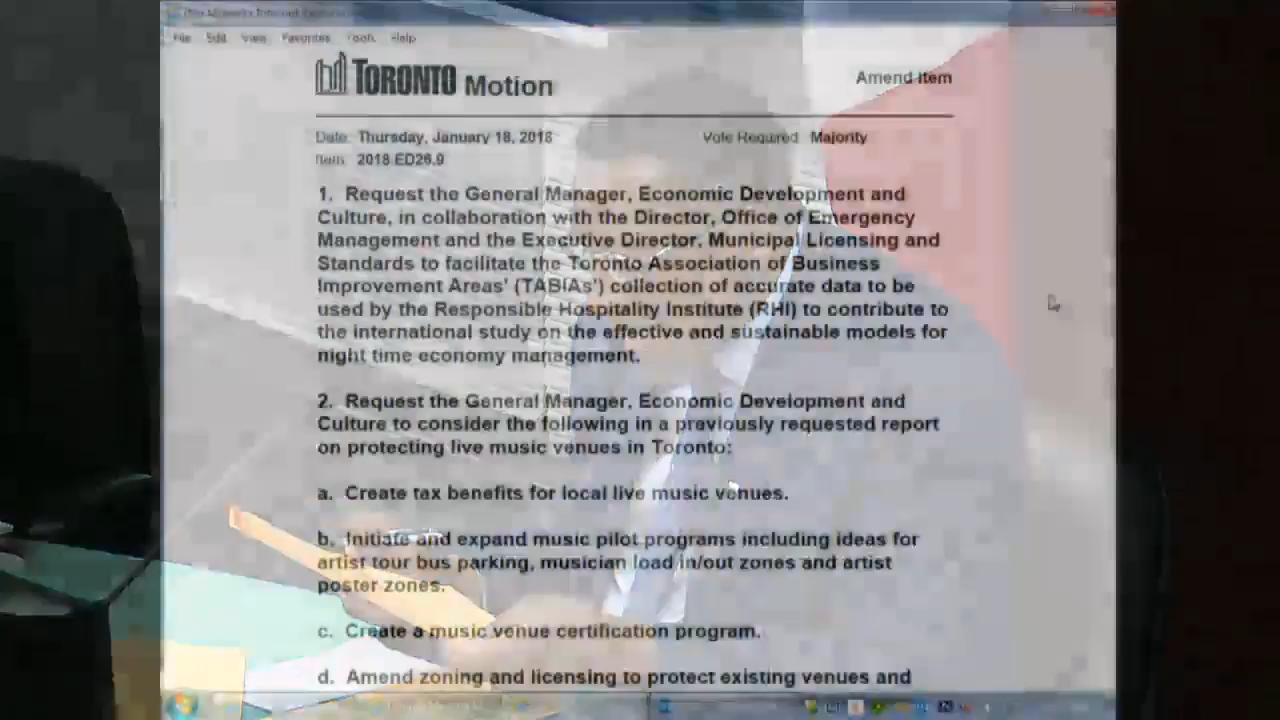 File Edit View Favorites Tools Help
TORONTO Motion
Amend Item
Date: Thursday, January 18, 2018
Vote Required Majority
Item: 2018.ED26.9
1. Request the General Manager, Economic Development and
Culture, in collaboration with the Director, Office of Emergency
Management and the Executive Director, Municipal Licensing and
Standards to facilitate the Toronto Association of Business
Improvement Areas' (TABIAs') collection of accurate data to be
used by the Responsible Hospitality Institute (RHI) to contribute to
the international study on the effective and sustainable models for
night time economy management.
2. Request the General Manager, Economic Development and
Culture to consider the following in a previously requested report
on protecting live music venues in Toronto:
a. Create tax benefits for local live music venues.
b. Initiate and expand music pilot programs including ideas for
artist tour bus parking, musician load in/out zones and artist
poster zones.
c. Create a music venue certification program.
d. Amend zoning and licensing to protect existing venues and